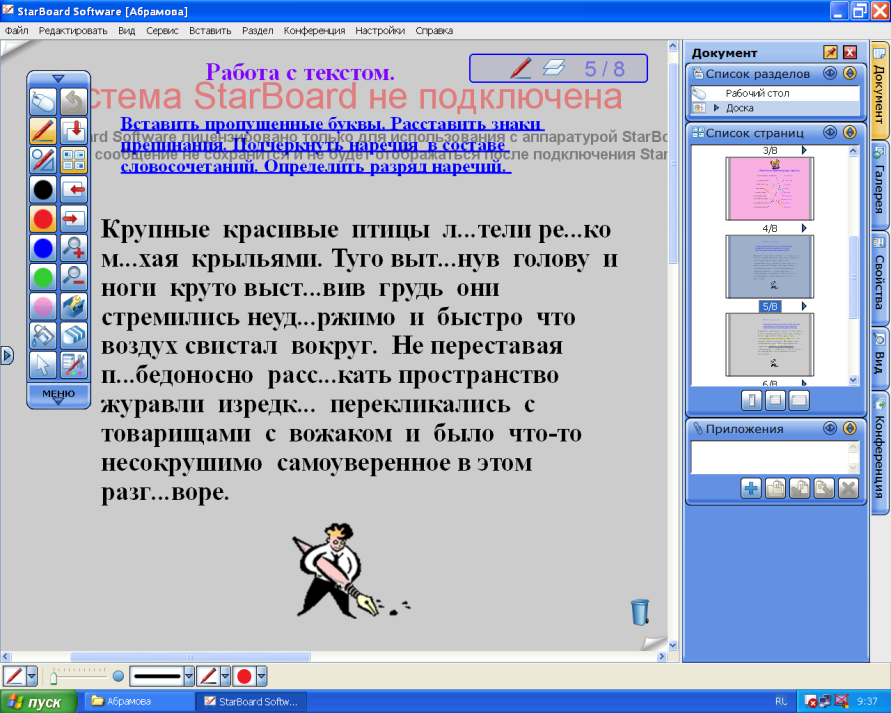 StarBoard Software [Абрамова]
Файл Редактировать Вид Сервис Вставить Раздел Конференция Настройки Справка
Работа с текстом.
5 / 8
стема StarBoard не подключена
Вставить пропущенные буквы. Расставить знаки
rd Software лицензировано только для использования с аппаратурой StarBo
препинания. Подчеркнуть наречия в составе
сообщение не сохранится и не будет отображаться после подключения Star
словосочетаний. Определить разряд наречий.
Крупные красивые птицы л...тели ре...ко
м...хая крыльями. Туго выт...нув голову и
ноги круто выст...вив грудь они
стремились неуд...ржимо и быстро что
воздух свистал вокруг. Не переставая
п...бедоносно расс...кать пространство
журавли изредк... перекликались с
товарищами с вожаком и было что-то
несокрушимо самоуверенное в этом
разг...воре.
МЕНЮ
Документ
Список разделов
Рабочий стол
Доска
Список страниц
3/8
4/8
5/8
6/8
Приложения
Документ
Галерея
Свойства
Вид
Конференция
пуск
Абрамова
StarBoard Softw...
RU
9:37